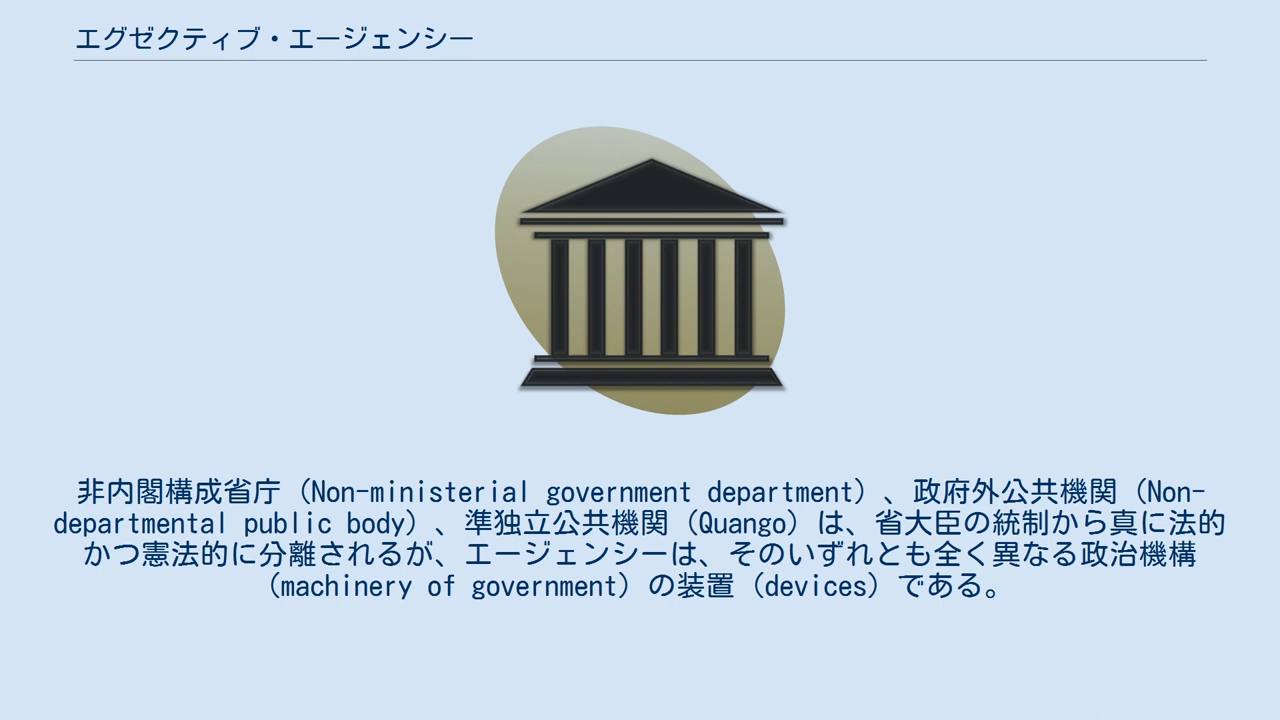 エグゼクティブ・エージェンシー
非内閣構成省庁（Non-ministerial government department）、政府外公共機関（Non-
departmental public body）、準独立公共機関（Quango）は、省大臣の統制から真に法的
かつ憲法的に分離されるが、エージェンシーは、そのいずれとも全く異なる政治機構
（machinery of government）の装置（devices）である。